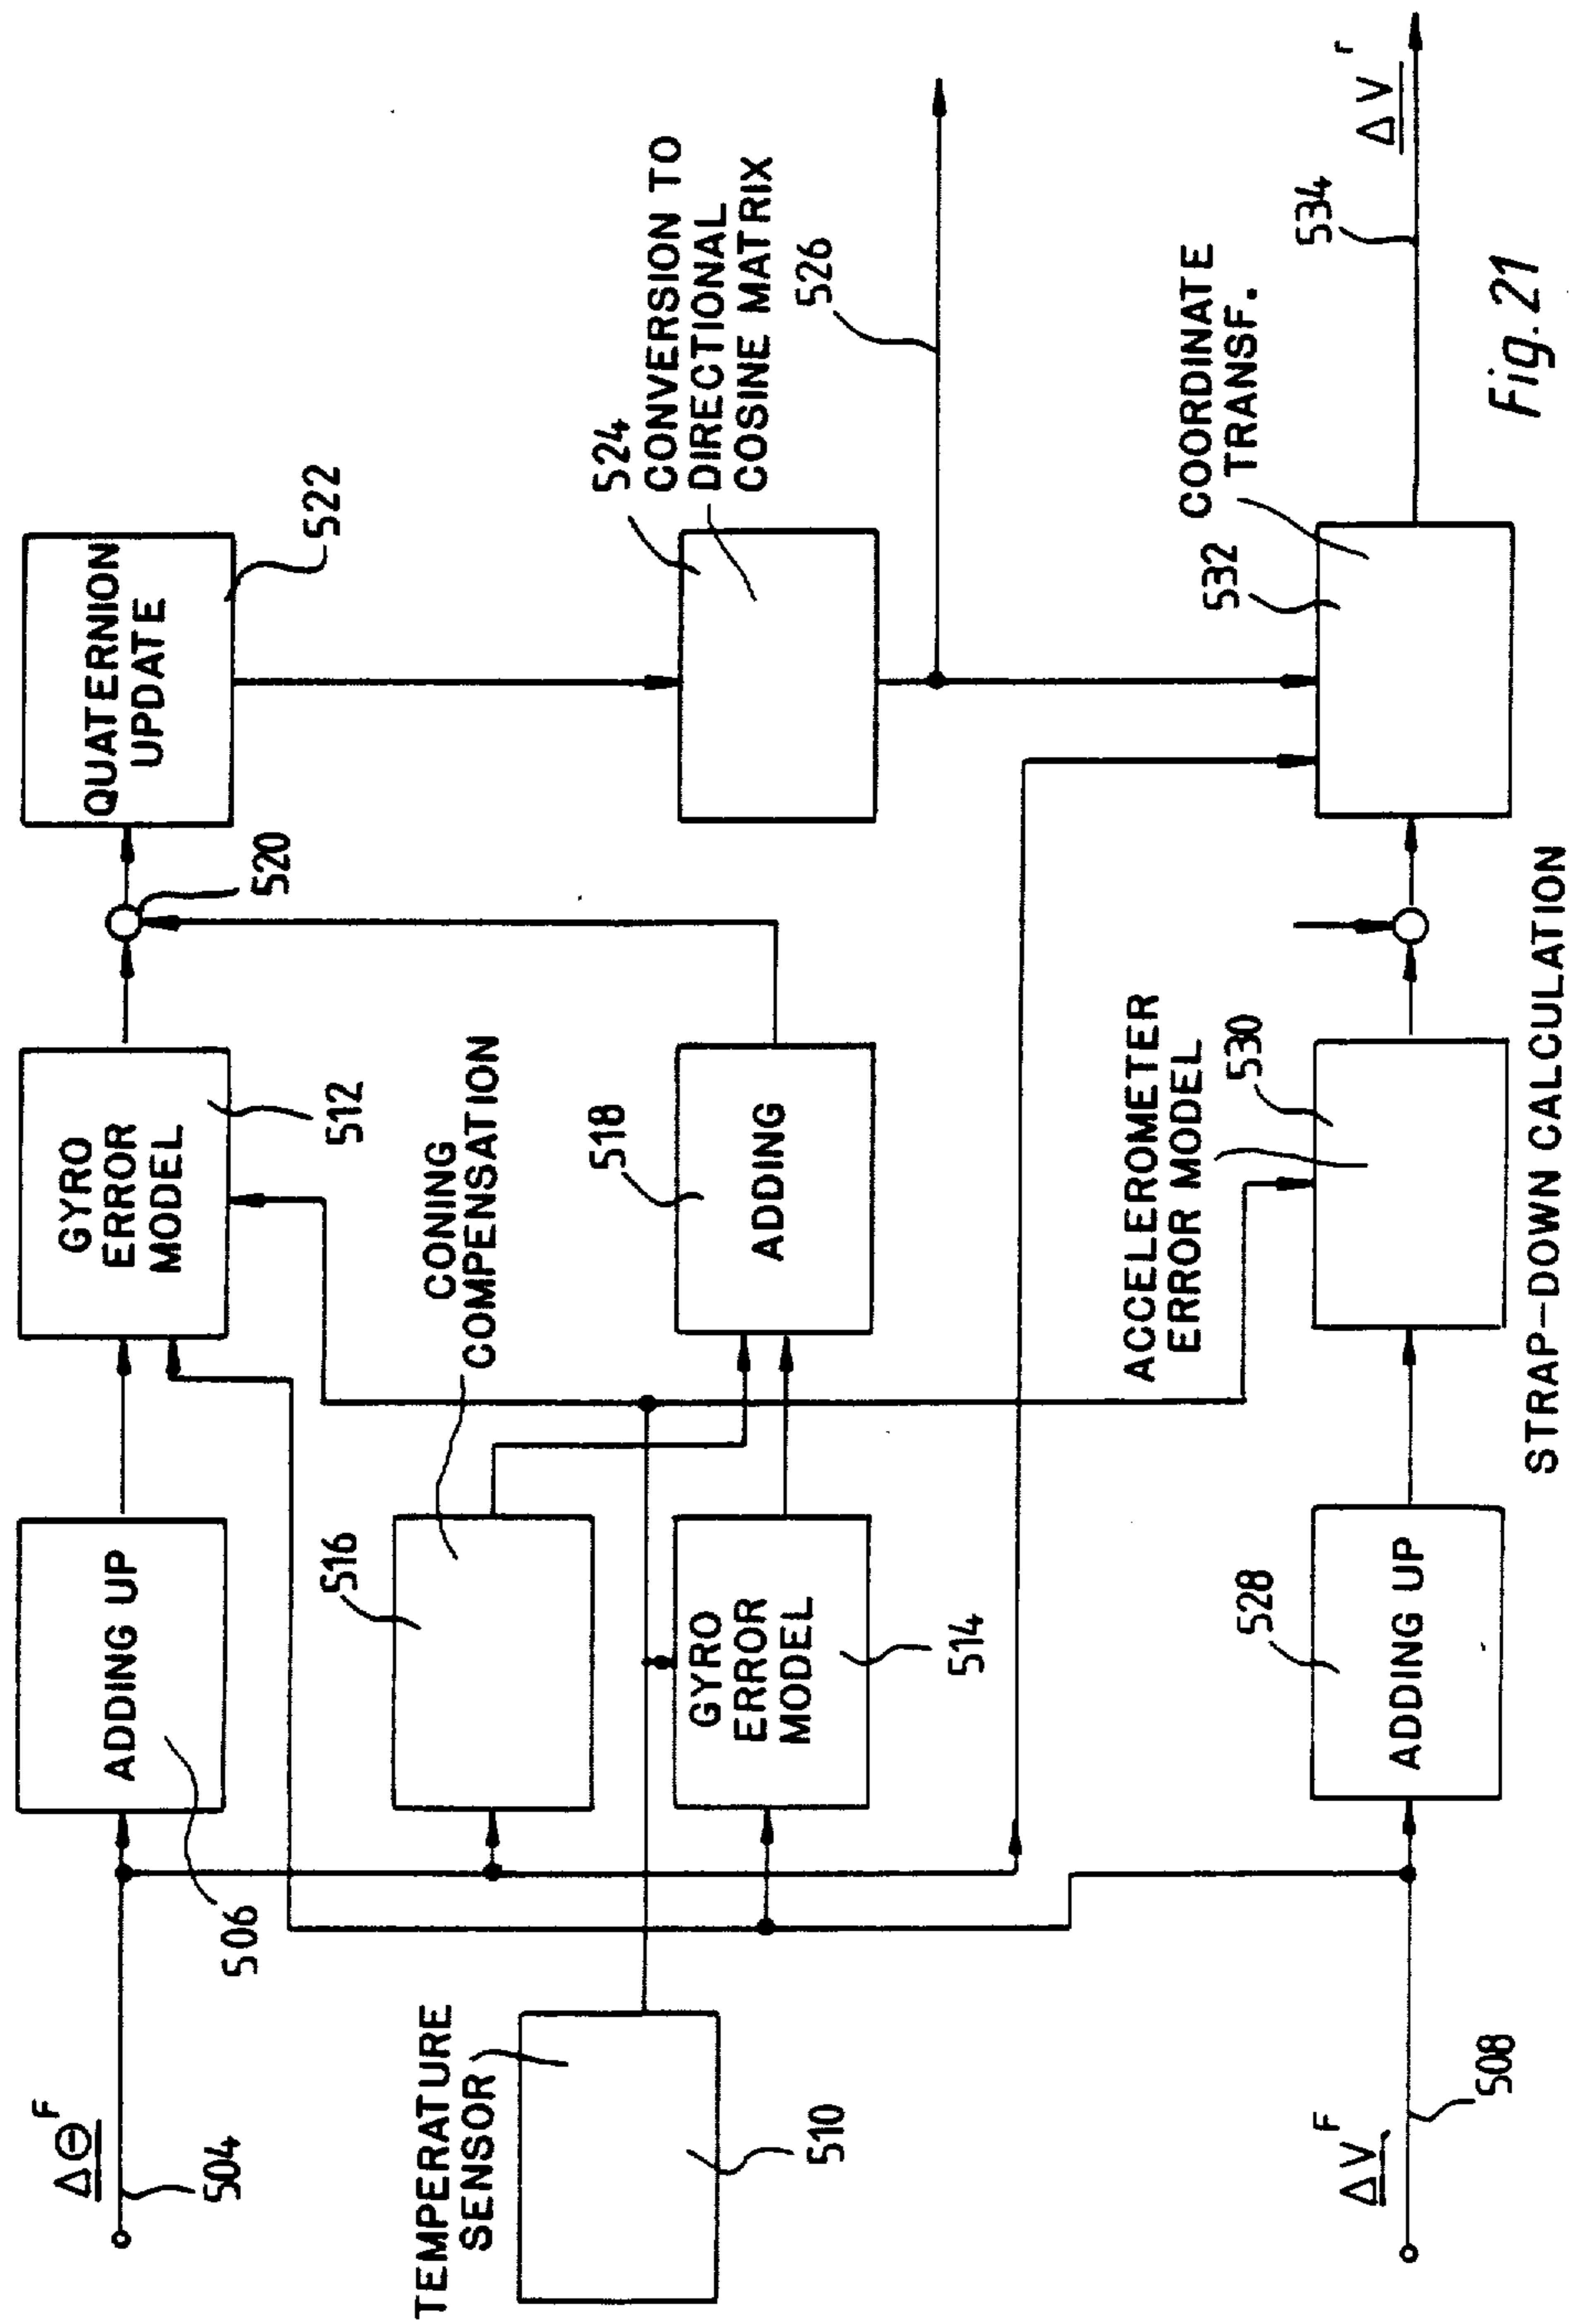 ΔΘ F
504
506
ADDING UP
GYRO
ERROR
MODEL
512
520
QUATERNION
UPDATE
522
TEMPERATURE
SENSOR
510
516
CONING
COMPENSATION
GYRO
ERROR
MODEL
514
518
ADDING
524
CONVERSION TO
DIRECTIONAL
COSINE MATRIX
526
ΔV F
508
528
ADDING UP
ACCELEROMETER
ERROR MODEL
530
532
COORDINATE
TRANSF.
534
ΔV r
STRAP-DOWN CALCULATION
Fig. 21